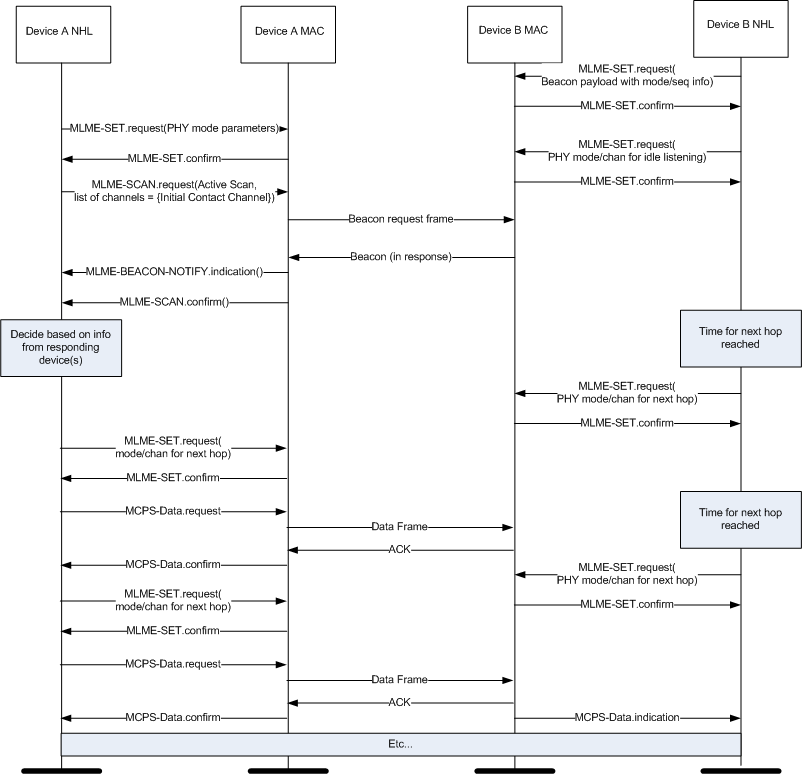 Device A NHL
Device A MAC
Device B MAC
Device B NHL
MLME-SET.request(
Beacon payload with mode/seq info)
MLME-SET.confirm
MLME-SET.request(PHY mode parameters)
MLME-SET.request(
PHY mode/chan for idle listening)
MLME-SET.confirm
MLME-SCAN.request(Active Scan,
list of channels = {Initial Contact Channel})
MLME-SET.confirm
Beacon request frame
Beacon (in response)
MLME-BEACON-NOTIFY.indication()
MLME-SCAN.confirm()
Decide based on info
from responding
device(s)
Time for next hop
reached
MLME-SET.request(
PHY mode/chan for next hop)
MLME-SET.confirm
MLME-SET.request(
mode/chan for next hop)
MLME-SET.confirm
MCPS-Data.request
Time for next hop
reached
Data Frame
ACK
MCPS-Data.confirm
MLME-SET.request(
PHY mode/chan for next hop)
MLME-SET.request(
mode/chan for next hop)
MLME-SET.confirm
MLME-SET.confirm
MCPS-Data.request
Data Frame
ACK
MCPS-Data.confirm
MCPS-Data.indication
Etc...